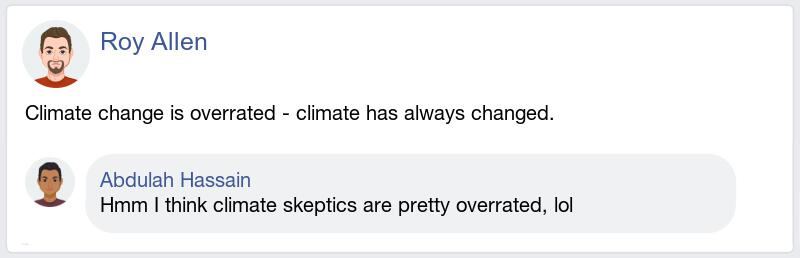 Roy Allen
Climate change is overrated - climate has always changed.
Abdulah Hassain
Hmm I think climate skeptics are pretty overrated, lol